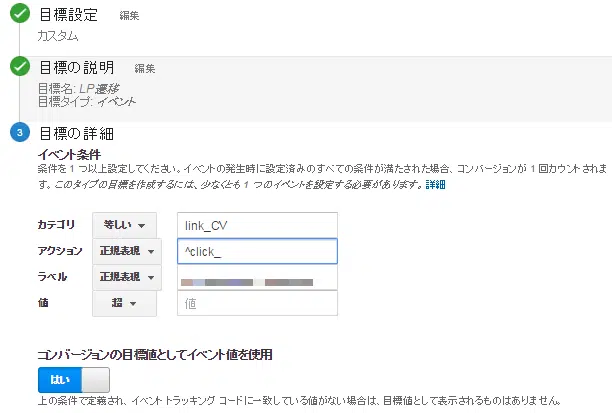 目標設定 編集
カスタム
目標の説明 編集
目標名: LP遷移
目標タイプ: イベント
3 目標の詳細
イベント条件
条件を 1 つ以上設定してください。イベントの発生時に設定済みのすべての条件が満たされた場合、コンバージョンが 1 回カウントされま
す。このタイプの目標を作成するには、少なくとも 1 つのイベントを設定する必要があります。 詳細
カテゴリ 等しい link_CV
アクション 正規表現 ^click_
ラベル 正規表現
値 超 値
コンバージョンの目標値としてイベント値を使用
はい
上の条件で定義され、イベント トラッキング コードに一致している値がない場合は、目標値として表示されるものはありません。